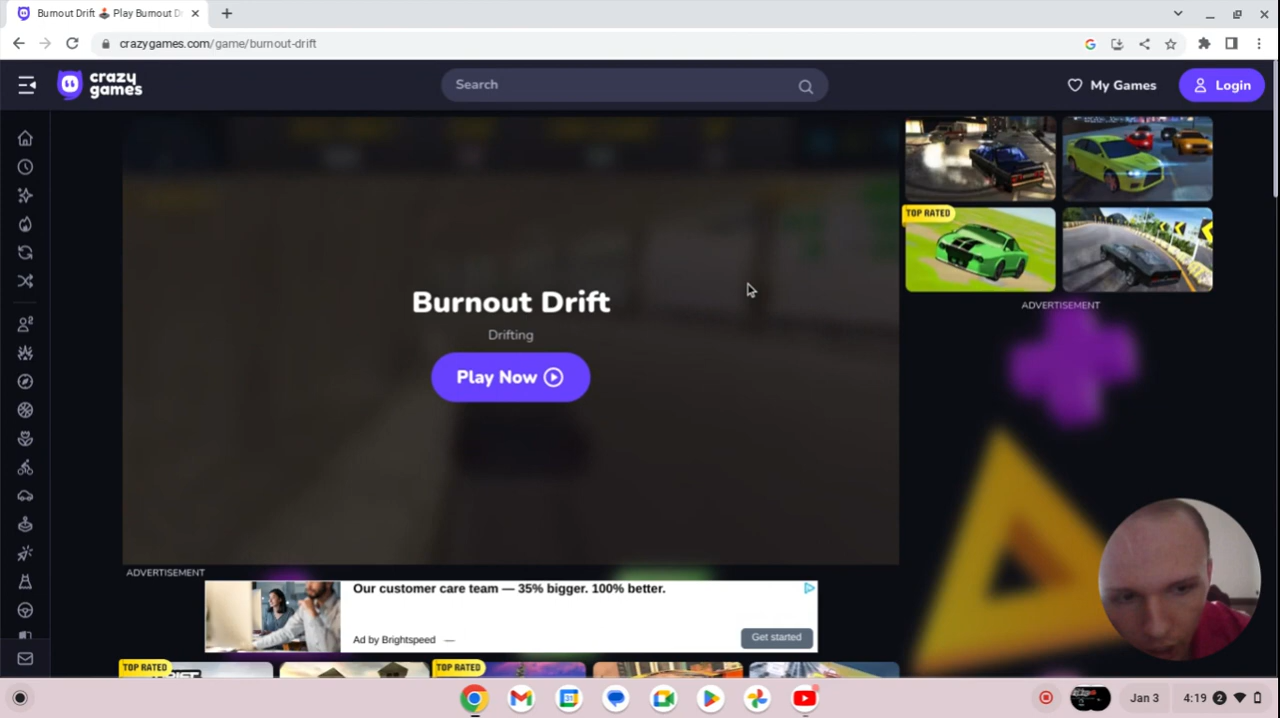 Burnout Drift 🕹️ Play Burnout D
crazygames.com/game/burnout-drift
crazy
games
Search
My Games
Login
TOP RATED
Burnout Drift
Drifting
Play Now
ADVERTISEMENT
ADVERTISEMENT
Our customer care team — 35% bigger. 100% better.
Ad by Brightspeed —
Get started
TOP RATED
TOP RATED
Jan 3
4:19
2